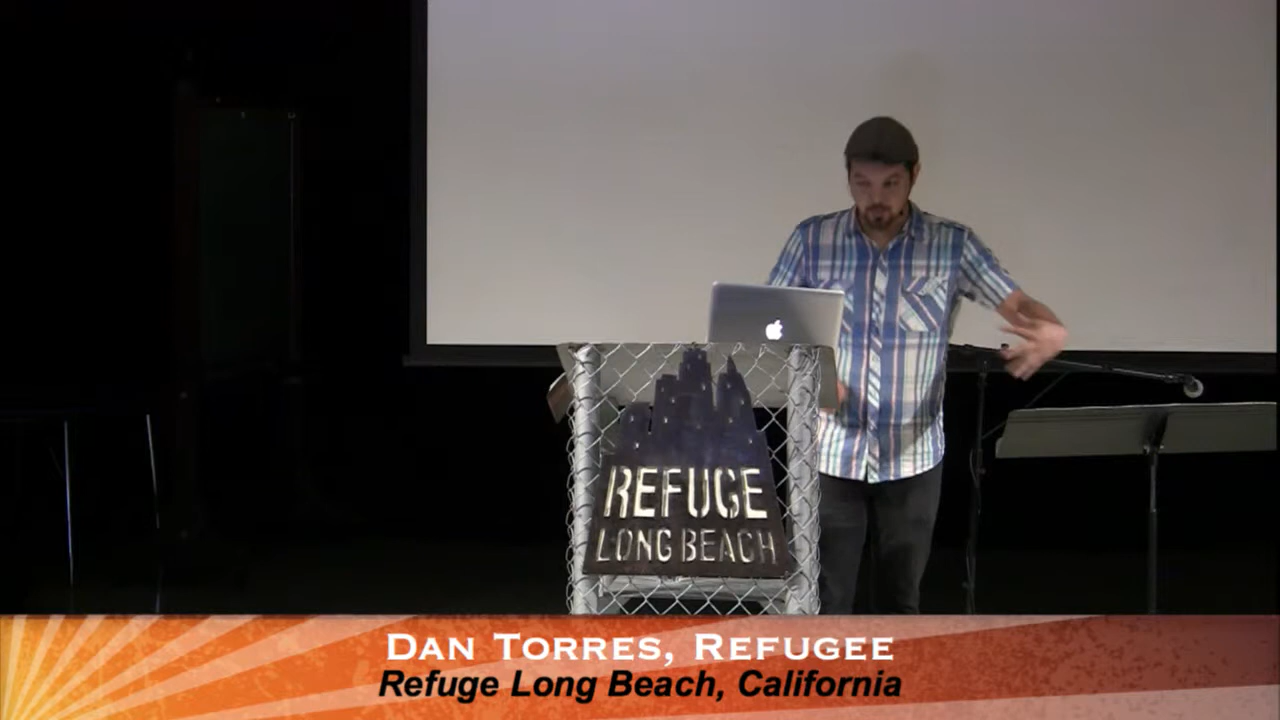 REFUGE
LONG BEACH
DAN TORRES, REFUGEE
Refuge Long Beach, California